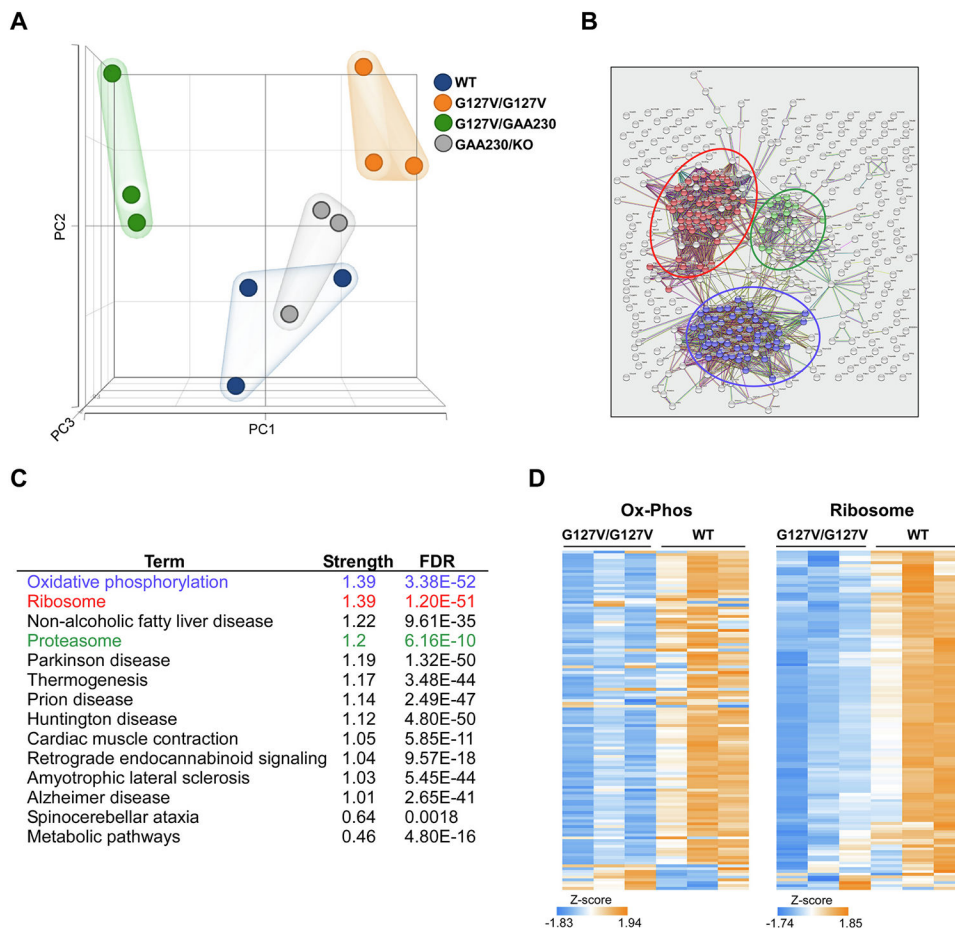 A
B
WT
G127V/G127V
G127V/GAA230
GAA230/KO
PC2
PC3
PC1
C
D
Term Strength FDR
Oxidative phosphorylation 1.39 3.38E-52
Ribosome 1.39 1.20E-51
Non-alcoholic fatty liver disease 1.22 9.61E-35
Proteasome 1.2 6.16E-10
Parkinson disease 1.19 1.32E-50
Thermogenesis 1.17 3.48E-44
Prion disease 1.14 2.49E-47
Huntington disease 1.12 4.80E-50
Cardiac muscle contraction 1.05 5.85E-11
Retrograde endocannabinoid signaling 1.04 9.57E-18
Amyotrophic lateral sclerosis 1.03 5.45E-44
Alzheimer disease 1.01 2.65E-41
Spinocerebellar ataxia 0.64 0.0018
Metabolic pathways 0.46 4.80E-16
Ox-Phos
G127V/G127V WT
Z-score
-1.83 1.94
Ribosome
G127V/G127V WT
Z-score
-1.74 1.85